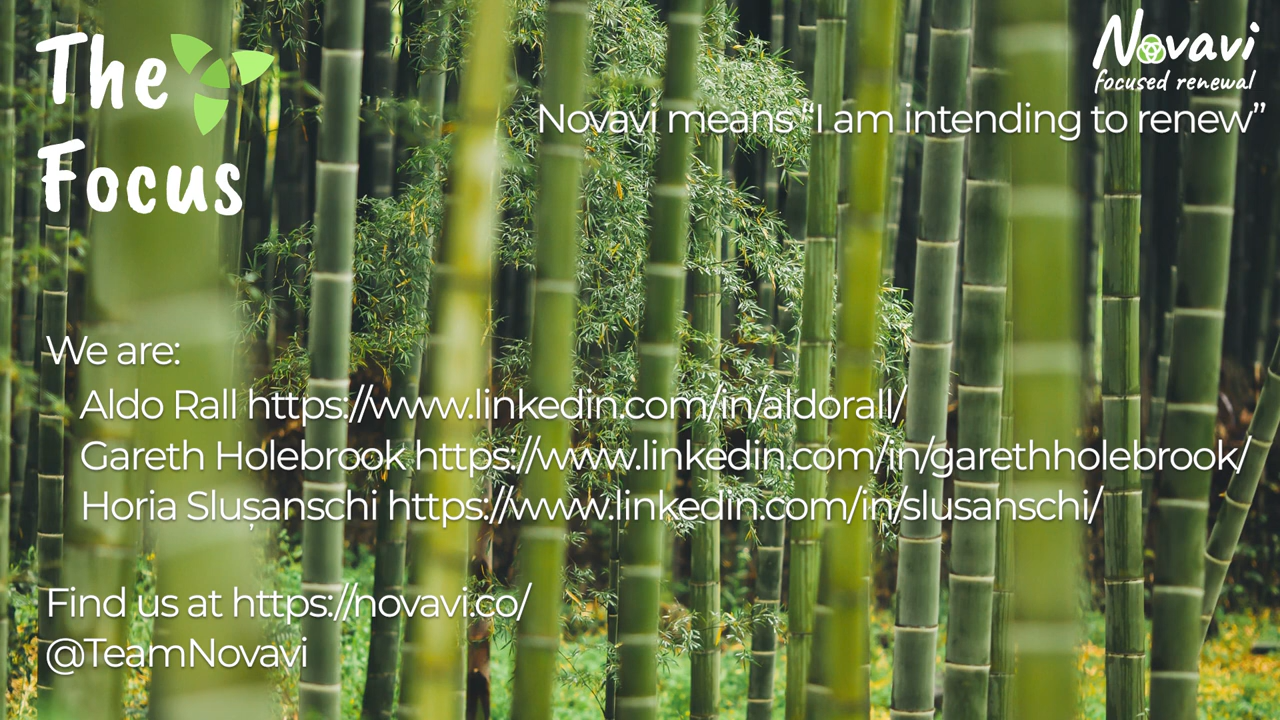 The
Focus
Novavi
focused renewal
Novavi means “I am intending to renew”
We are:
Aldo Rall https://www.linkedin.com/in/aldorall/
Gareth Holebrook https://www.linkedin.com/in/garethholebrook/
Horia Slușanschi https://www.linkedin.com/in/slusanschi/
Find us at https://novavi.co/
@TeamNovavi